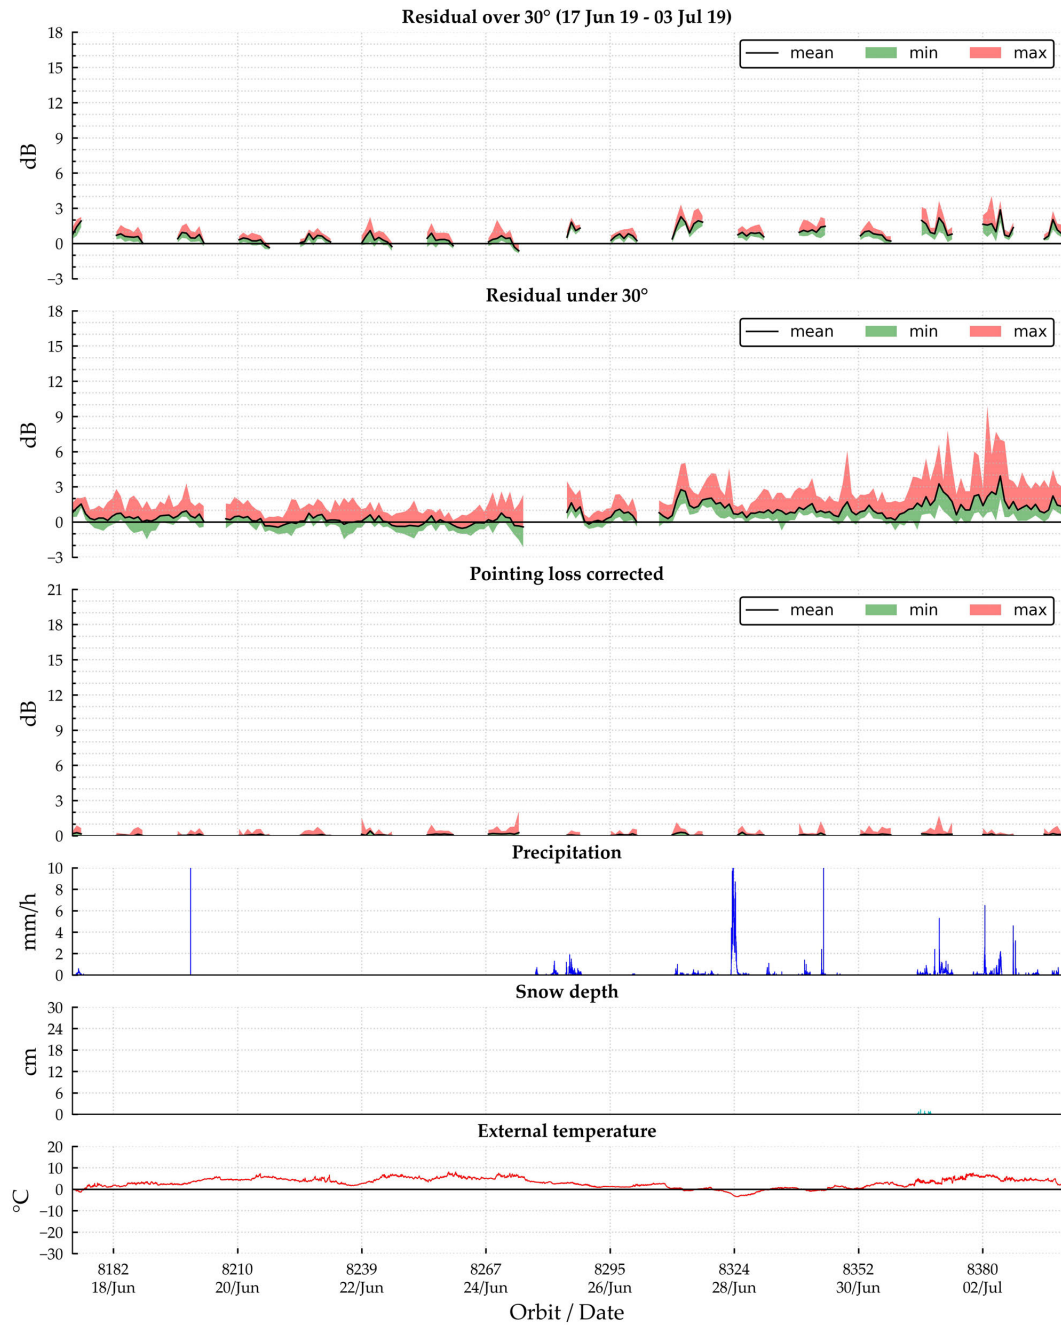 Residual over 30° (17 Jun 19 - 03 Jul 19)
18
15
12
9
6
3
0
−3
dB
mean min max
Residual under 30°
18
15
12
9
6
3
0
−3
dB
mean min max
Pointing loss corrected
21
18
15
12
9
6
3
0
dB
mean min max
Precipitation
10
8
6
4
2
0
mm/h
Snow depth
30
24
18
12
6
0
cm
External temperature
20
10
0
−10
−20
−30
°C
8182 8210 8239 8267 8295 8324 8352 8380
18/Jun 20/Jun 22/Jun 24/Jun 26/Jun 28/Jun 30/Jun 02/Jul
Orbit / Date